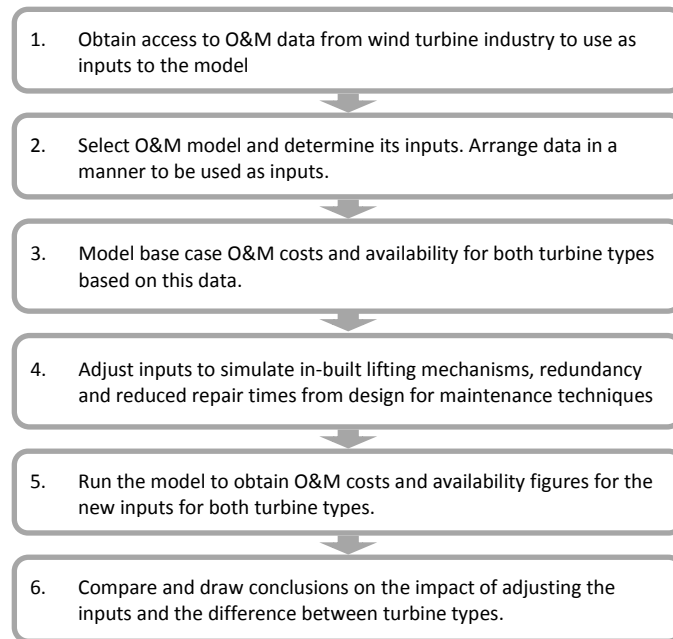 1. Obtain access to O&M data from wind turbine industry to use as
inputs to the model
2. Select O&M model and determine its inputs. Arrange data in a
manner to be used as inputs.
3. Model base case O&M costs and availability for both turbine types
based on this data.
4. Adjust inputs to simulate in-built lifting mechanisms, redundancy
and reduced repair times from design for maintenance techniques
5. Run the model to obtain O&M costs and availability figures for the
new inputs for both turbine types.
6. Compare and draw conclusions on the impact of adjusting the
inputs and the difference between turbine types.